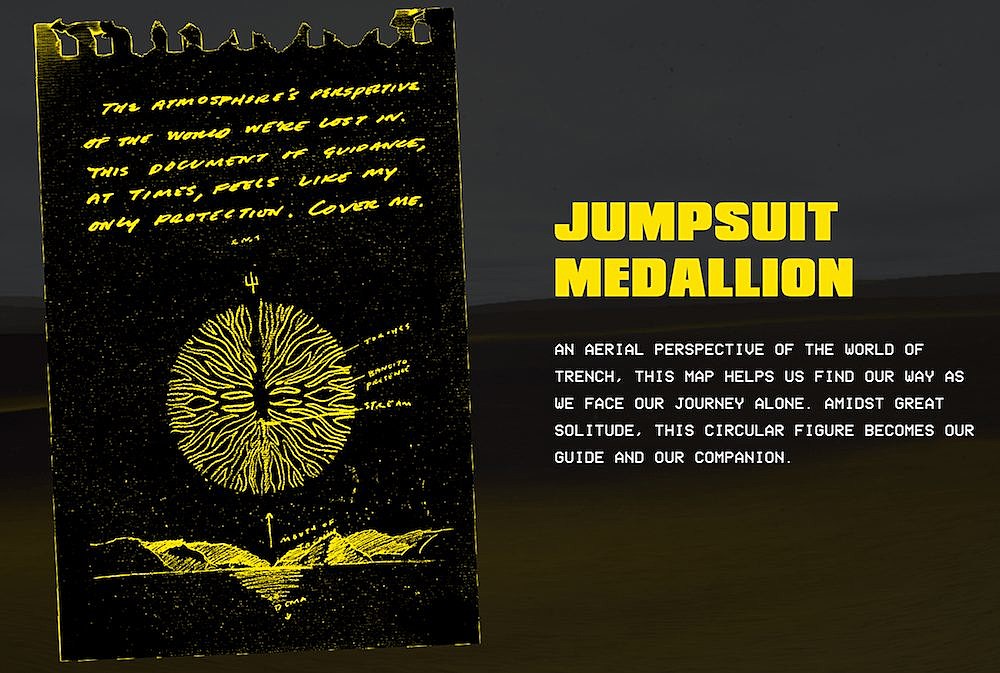 THE ATMOSPHERE'S PERSPECTIVE
OF THE WORLD WE'RE LOST IN.
THIS DOCUMENT OF GUIDANCE,
AT TIMES, FEELS LIKE MY
ONLY PROTECTION. COVER ME.
TORCHES
BANDITO
PRESENCE
STREAM
MOUTH OF
DEMA
JUMPSUIT
MEDALLION
AN AERIAL PERSPECTIVE OF THE WORLD OF
TRENCH, THIS MAP HELPS US FIND OUR WAY AS
WE FACE OUR JOURNEY ALONE. AMIDST GREAT
SOLITUDE, THIS CIRCULAR FIGURE BECOMES OUR
GUIDE AND OUR COMPANION.